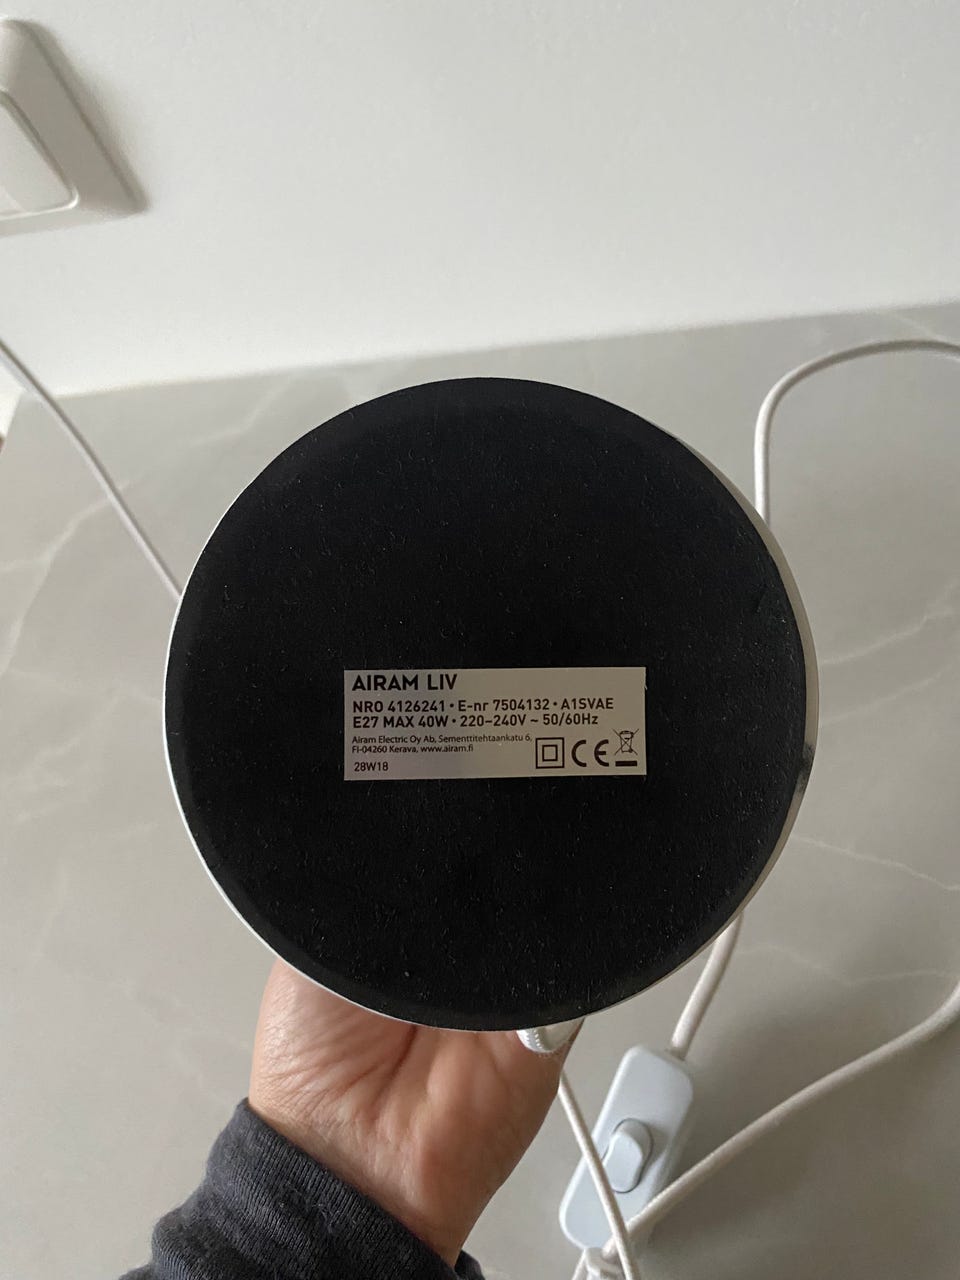 AIRAM LIV
NRO 4126241 • E-nr 7504132 • A1SVAE
E27 MAX 40W • 220–240V ~ 50/60Hz
Airam Electric Oy Ab, Sementtitehtaankatu 6,
FI-04260 Kerava, www.airam.fi
28W18
CE